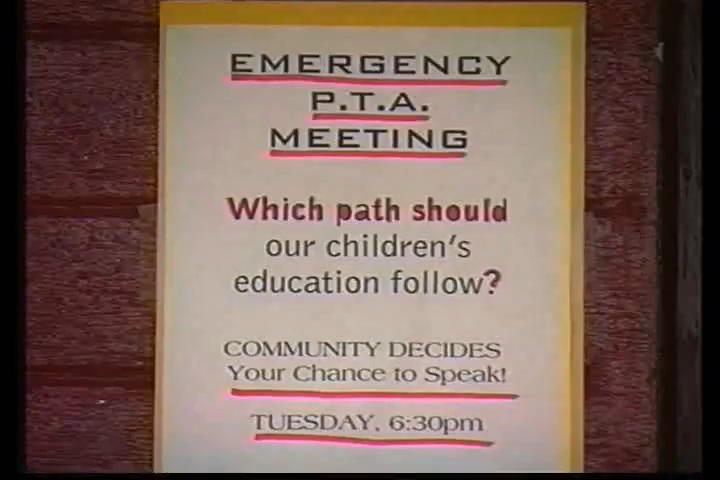 EMERGENCY
P.T.A.
MEETING
Which path should
our children's
education follow?
COMMUNITY DECIDES
Your Chance to Speak!
TUESDAY, 6:30pm